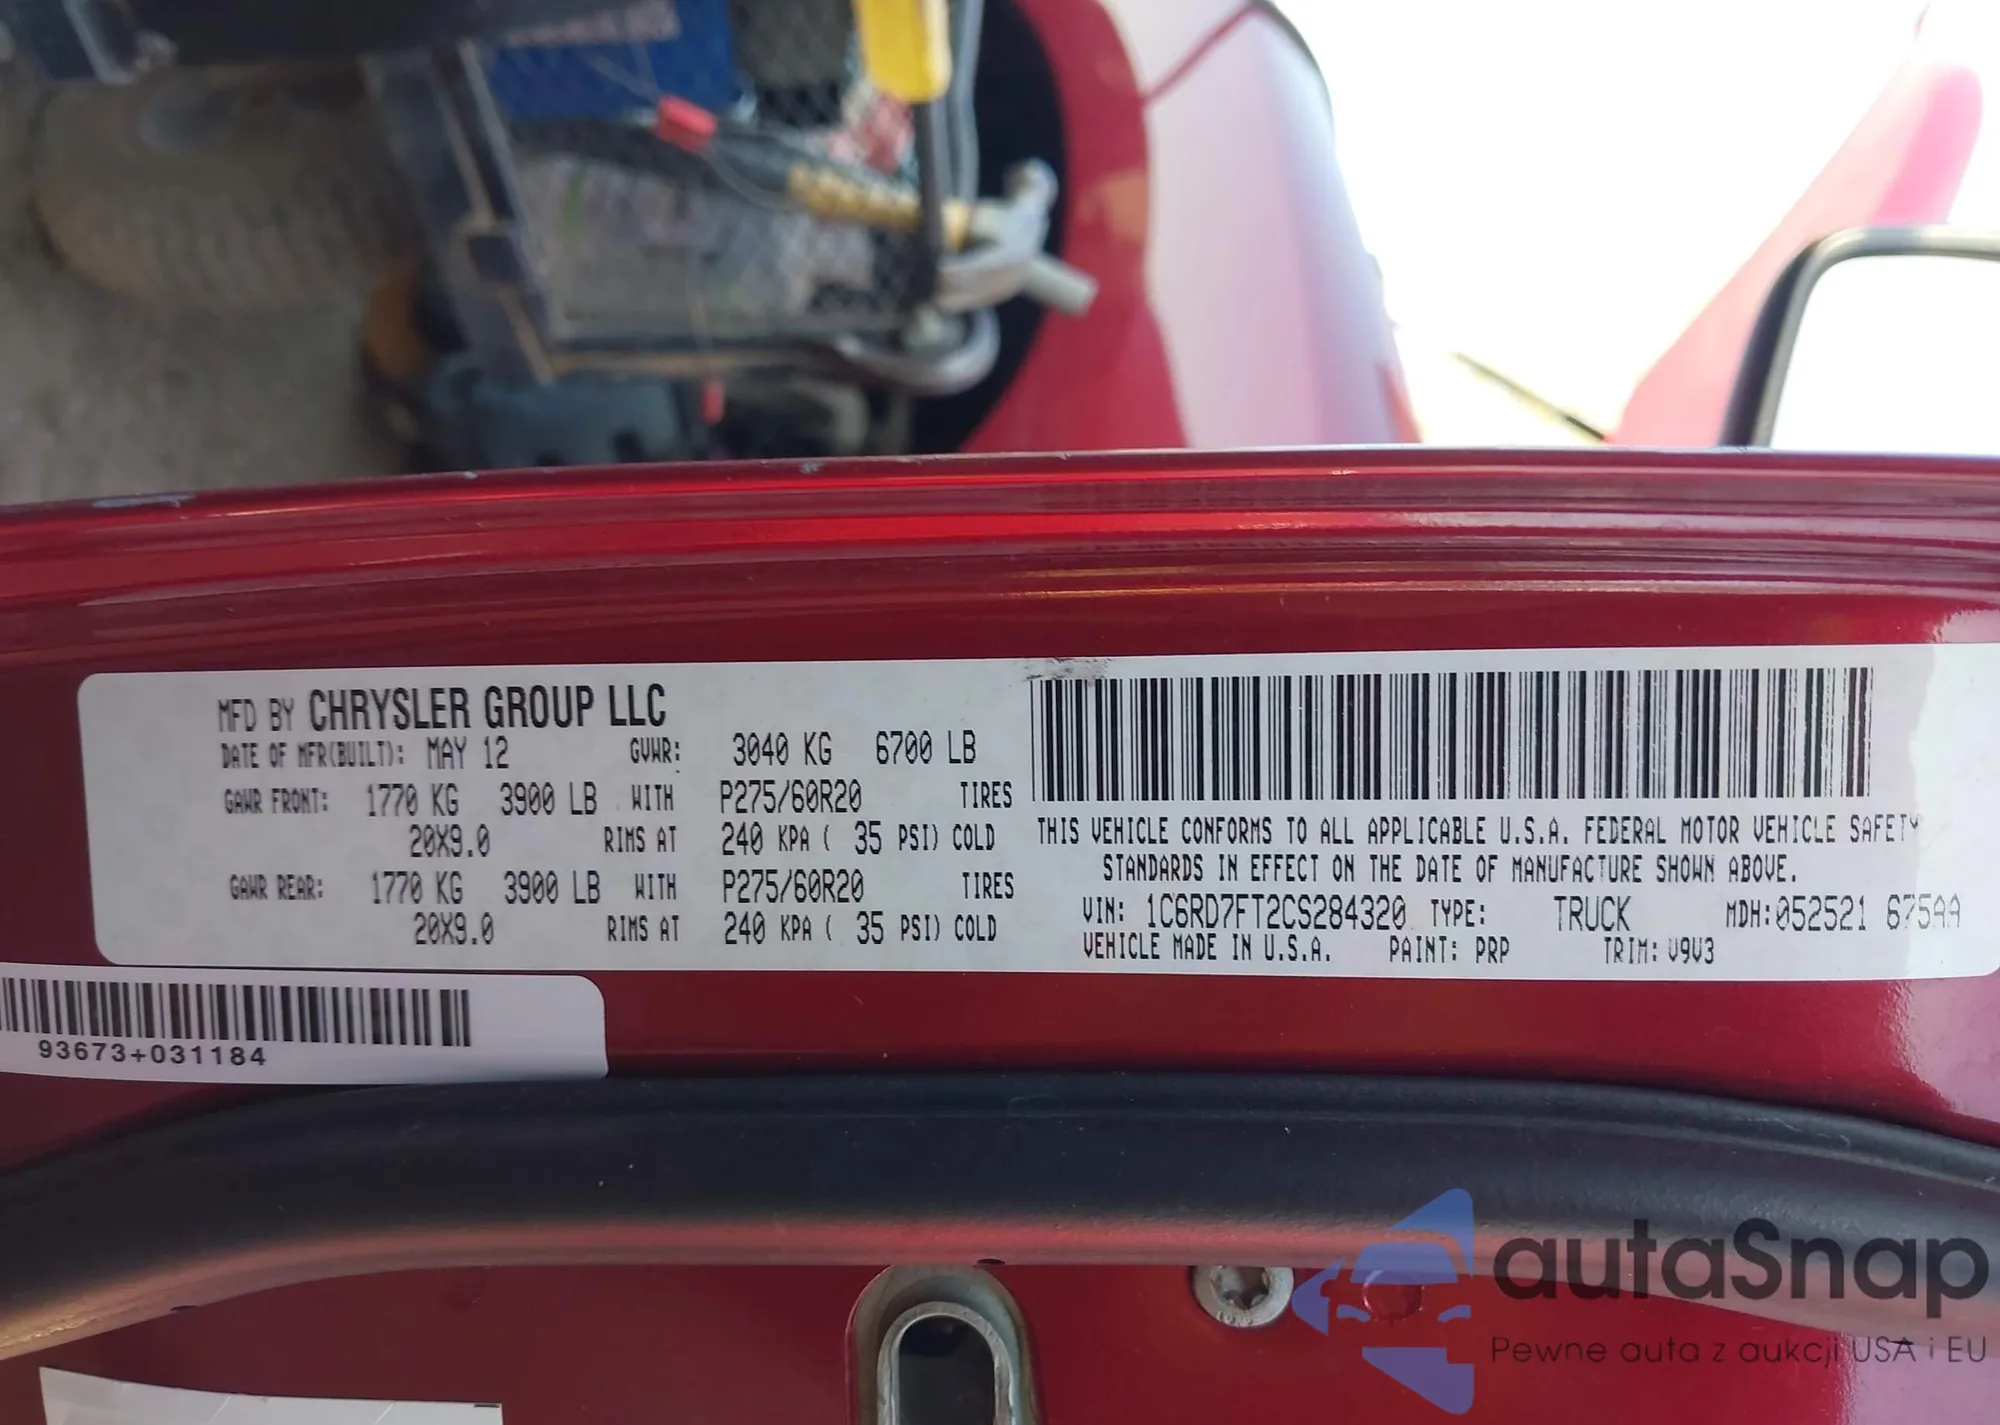 MFD BY CHRYSLER GROUP LLC
DATE OF MFR(BUILT): MAY 12 GVWR: 3040 KG 6700 LB
GAWR FRONT: 1770 KG 3900 LB WITH P275/60R20 TIRES
20X9.0 RIMS AT 240 KPA ( 35 PSI) COLD
GAWR REAR: 1770 KG 3900 LB WITH P275/60R20 TIRES
20X9.0 RIMS AT 240 KPA ( 35 PSI) COLD
THIS VEHICLE CONFORMS TO ALL APPLICABLE U.S.A. FEDERAL MOTOR VEHICLE SAFETY
STANDARDS IN EFFECT ON THE DATE OF MANUFACTURE SHOWN ABOVE.
VIN: 1C6RD7FT2CS284320 TYPE: TRUCK MDH:052521 675AA
VEHICLE MADE IN U.S.A. PAINT: PRP TRIM: V9V3
93673+031184
autaSnap
Pewne auta z aukcji USA i EU